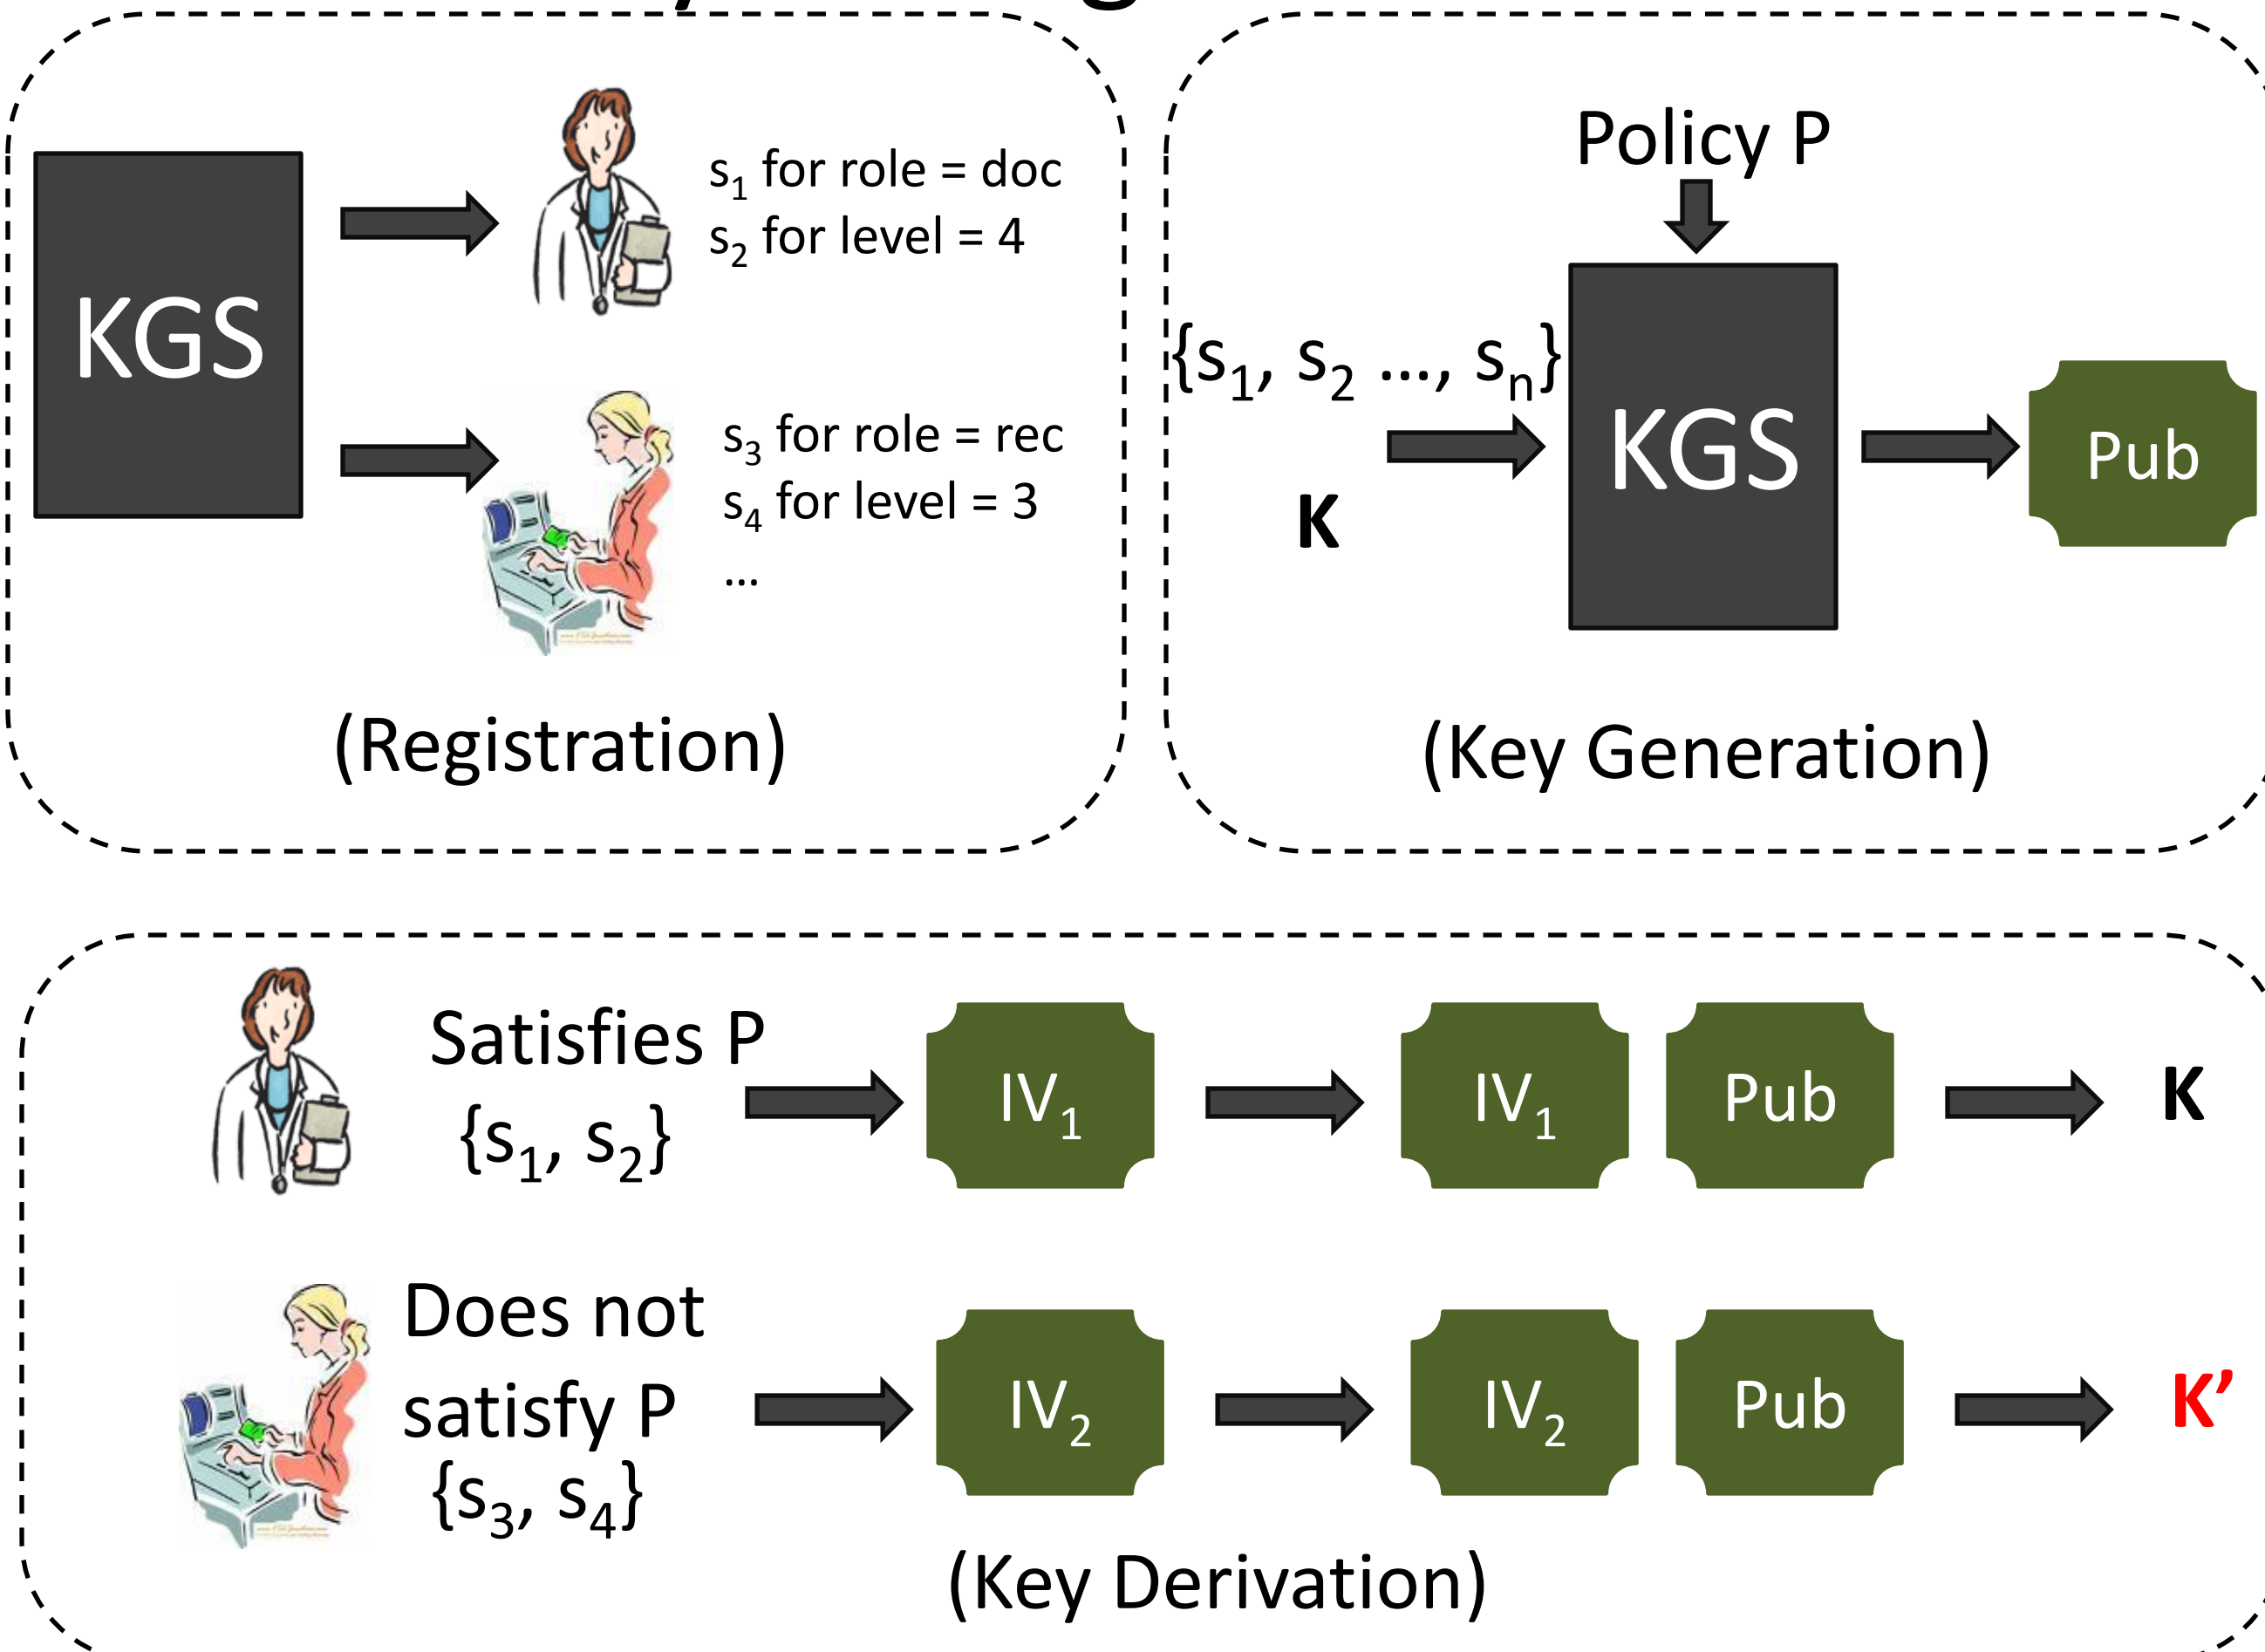 KGS
s₁ for role = doc
s₂ for level = 4
s₃ for role = rec
s₄ for level = 3
...
(Registration)
Policy P
{s₁, s₂ ..., sₙ}
K
KGS
Pub
(Key Generation)
Satisfies P
{s₁, s₂}
IV₁
IV₁
Pub
K
Does not
satisfy P
{s₃, s₄}
IV₂
IV₂
Pub
K’
(Key Derivation)